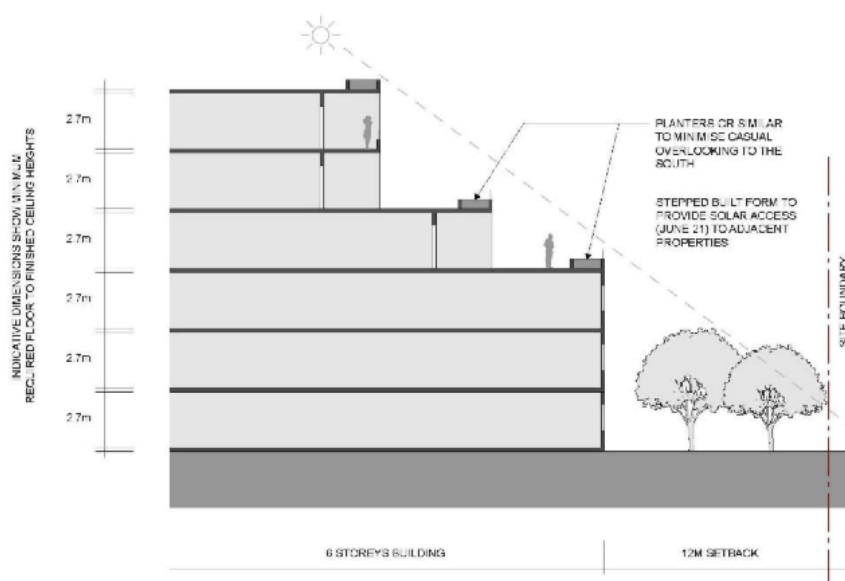 INDICATIVE DIMENSIONS SHOW MINIMUM
REQUIRED FLOOR TO FINISHED CEILING HEIGHTS
2.7m
2.7m
2.7m
2.7m
2.7m
2.7m
PLANTERS OR SIMILAR
TO MINIMISE CASUAL
OVERLOOKING TO THE
SOUTH
STEPPED BUILT FORM TO
PROVIDE SOLAR ACCESS
(JUNE 21) TO ADJACENT
PROPERTIES
SITE BOUNDARY
6 STOREYS BUILDING
12M SETBACK